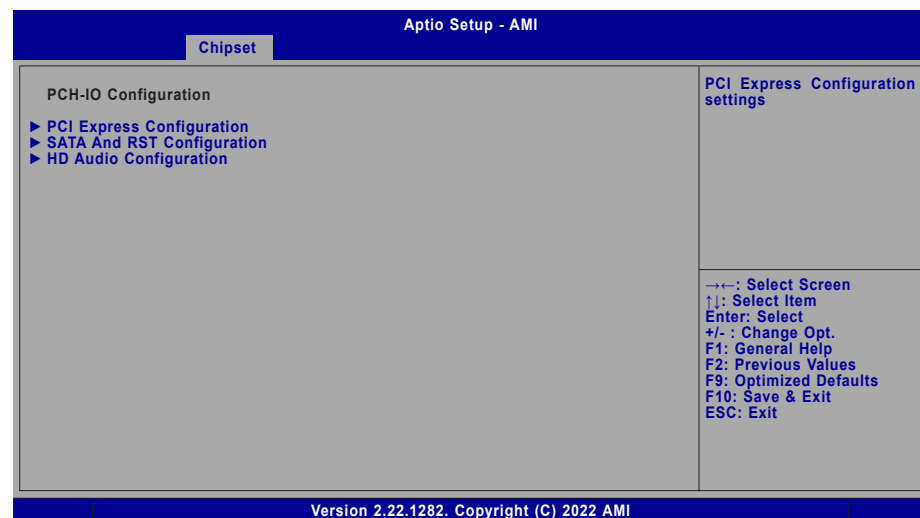 Aptio Setup - AMI
Chipset
PCH-IO Configuration
▶ PCI Express Configuration
▶ SATA And RST Configuration
▶ HD Audio Configuration
PCI Express Configuration
settings
→←: Select Screen
↑↓: Select Item
Enter: Select
+/- : Change Opt.
F1: General Help
F2: Previous Values
F9: Optimized Defaults
F10: Save & Exit
ESC: Exit
Version 2.22.1282. Copyright (C) 2022 AMI